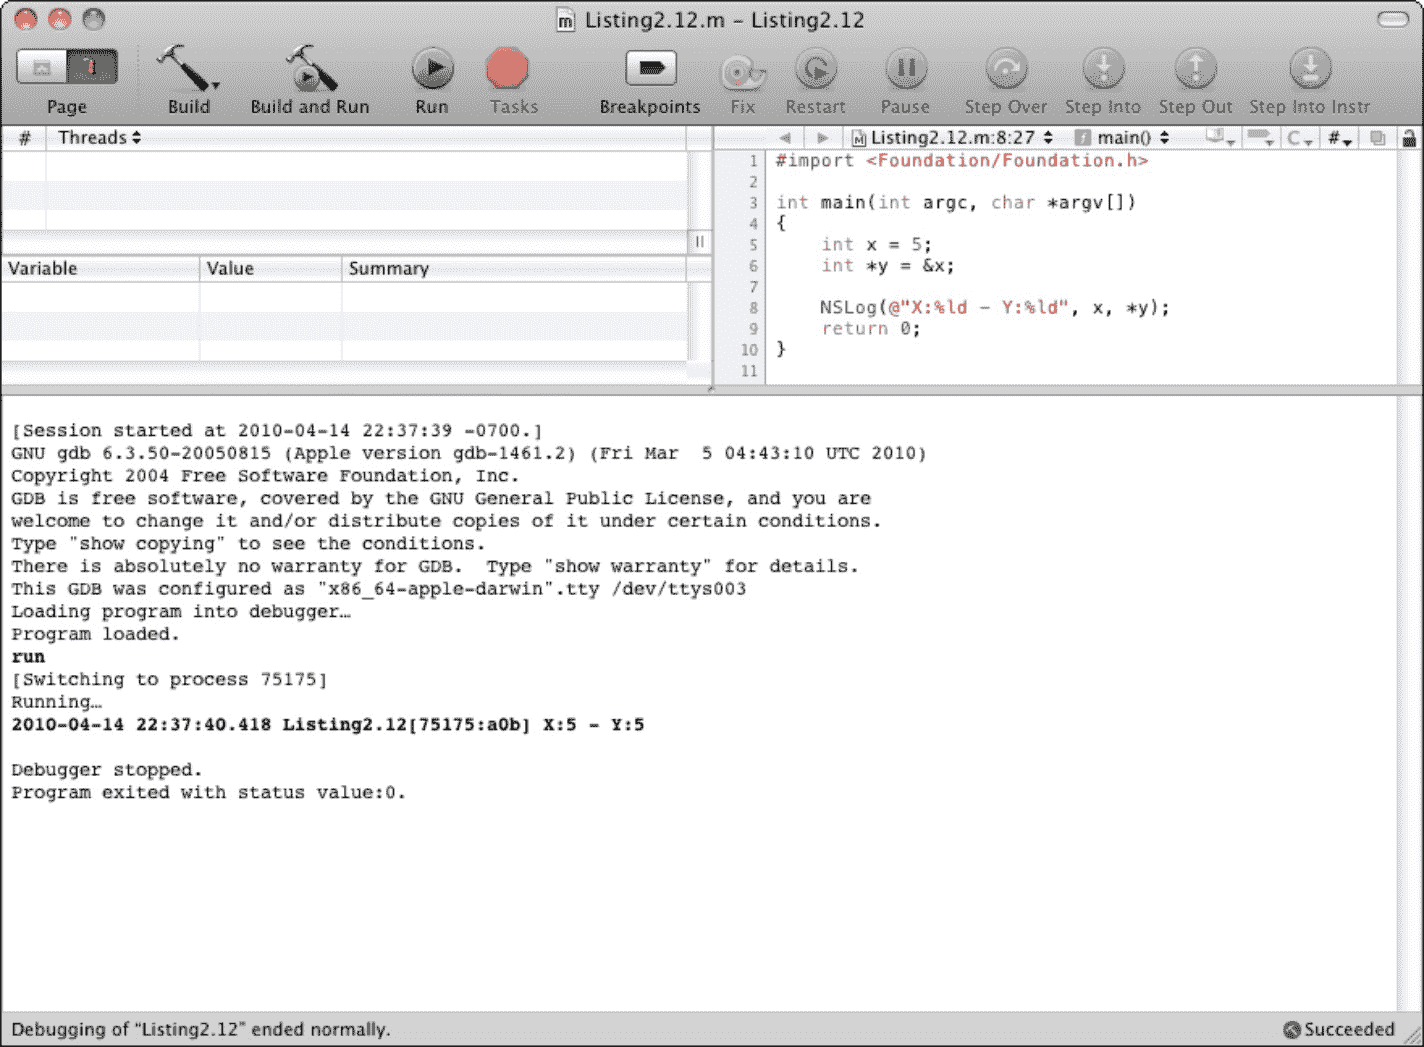 Listing2.12.m – Listing2.12
Page Build Build and Run Run Tasks Breakpoints Fix Restart Pause Step Over Step Into Step Out Step Into Instr
# Threads
Listing2.12.m:8:27 main() C #
Variable Value Summary
1 #import <Foundation/Foundation.h>
2
3 int main(int argc, char *argv[])
4 {
5 int x = 5;
6 int *y = &x;
7
8 NSLog(@"X:%ld - Y:%ld", x, *y);
9 return 0;
10 }
11
[Session started at 2010-04-14 22:37:39 -0700.]
GNU gdb 6.3.50-20050815 (Apple version gdb-1461.2) (Fri Mar  5 04:43:10 UTC 2010)
Copyright 2004 Free Software Foundation, Inc.
GDB is free software, covered by the GNU General Public License, and you are
welcome to change it and/or distribute copies of it under certain conditions.
Type "show copying" to see the conditions.
There is absolutely no warranty for GDB.  Type "show warranty" for details.
This GDB was configured as "x86_64-apple-darwin".tty /dev/ttys003
Loading program into debugger…
Program loaded.
run
[Switching to process 75175]
Running…
2010-04-14 22:37:40.418 Listing2.12[75175:a0b] X:5 - Y:5
Debugger stopped.
Program exited with status value:0.
Debugging of “Listing2.12” ended normally.
Succeeded